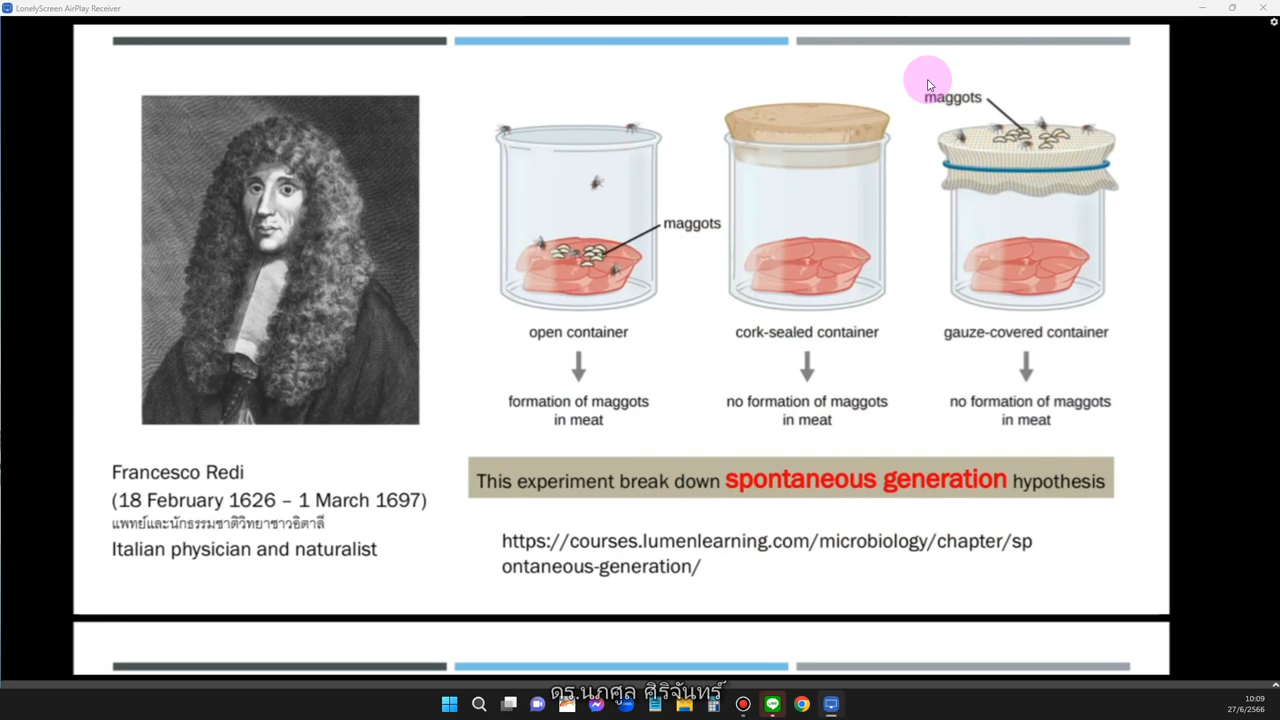 LonelyScreen AirPlay Receiver
maggots
maggots
open container
cork-sealed container
gauze-covered container
formation of maggots
in meat
no formation of maggots
in meat
no formation of maggots
in meat
Francesco Redi
(18 February 1626 – 1 March 1697)
แพทย์และนักธรรมชาติวิทยาชาวอิตาลี
Italian physician and naturalist
This experiment break down spontaneous generation hypothesis
https://courses.lumenlearning.com/microbiology/chapter/sp
ontaneous-generation/
ดร.นภศูล ศิริจันทร์
10:09
27/6/2566